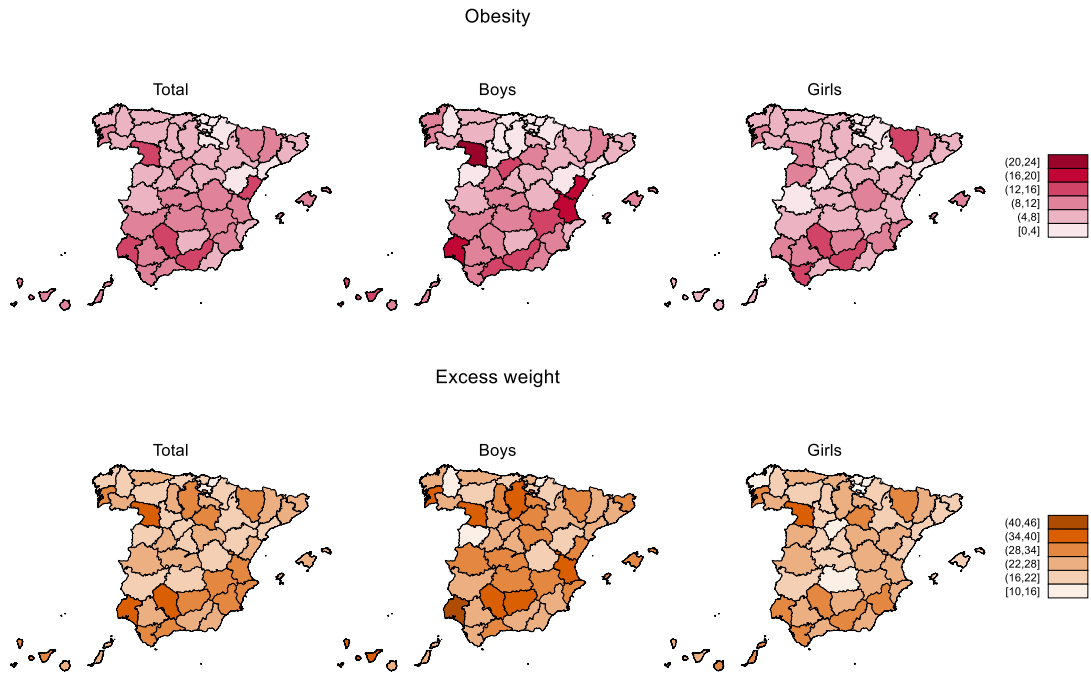 Obesity
Total
Boys
Girls
(20,24]
(16,20]
(12,16]
(8,12]
(4,8]
[0,4]
Excess weight
Total
Boys
Girls
(40,46]
(34,40]
(28,34]
(22,28]
(16,22]
[10,16]